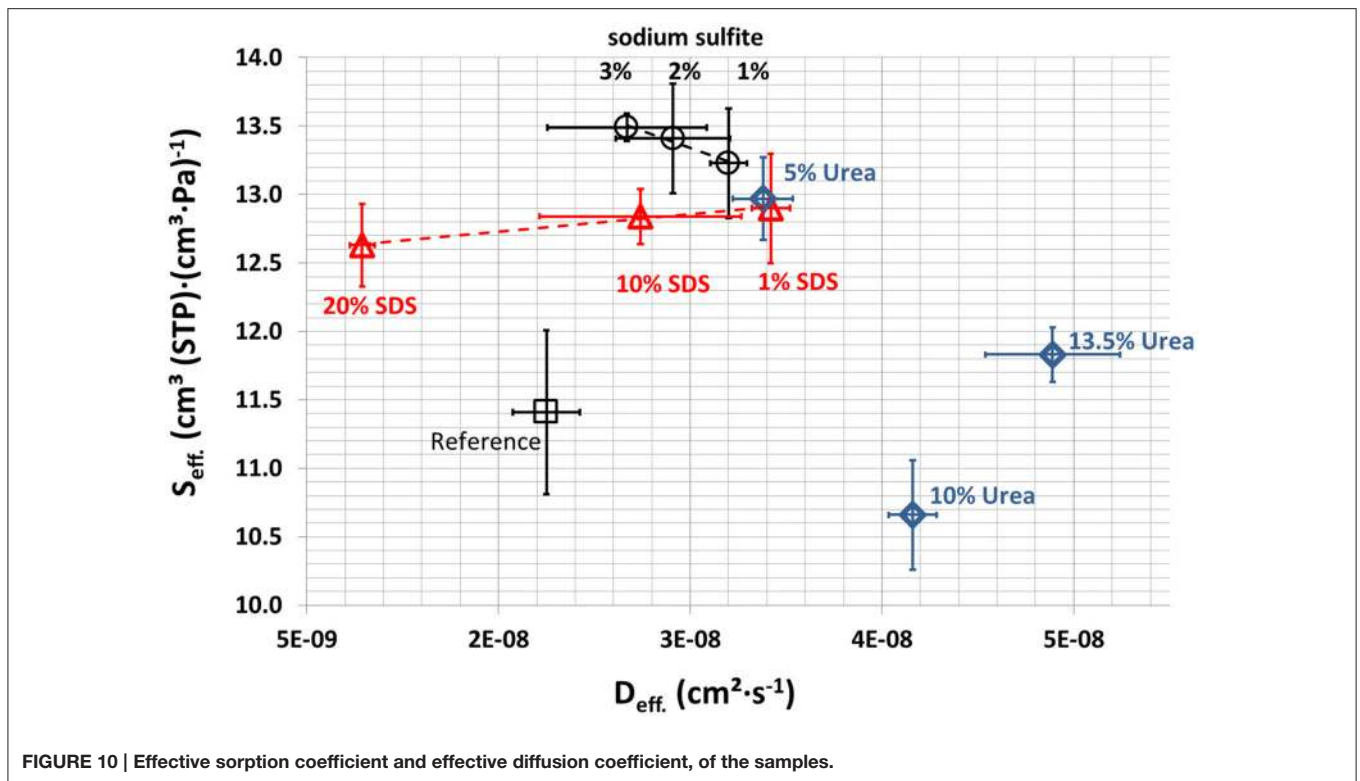 sodium sulfite
3% 2% 1%
14.0
13.5
13.0
12.5
12.0
11.5
11.0
10.5
10.0
S eff. (cm³ (STP)·(cm³·Pa)⁻¹
5% Urea
20% SDS
10% SDS
1% SDS
13.5% Urea
Reference
10% Urea
5E-09 2E-08 3E-08 4E-08 5E-08
D eff. (cm²·s⁻¹)
FIGURE 10 | Effective sorption coefficient and effective diffusion coefficient, of the samples.